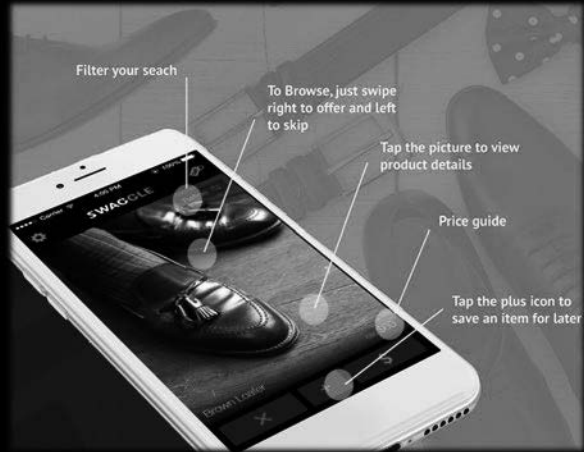 Filter your seach
To Browse, just swipe
right to offer and left
to skip
Tap the picture to view
product details
Price guide
Tap the plus icon to
save an item for later
Carrier
4:00 PM
100%
SWAGGLE
Brown Loafer